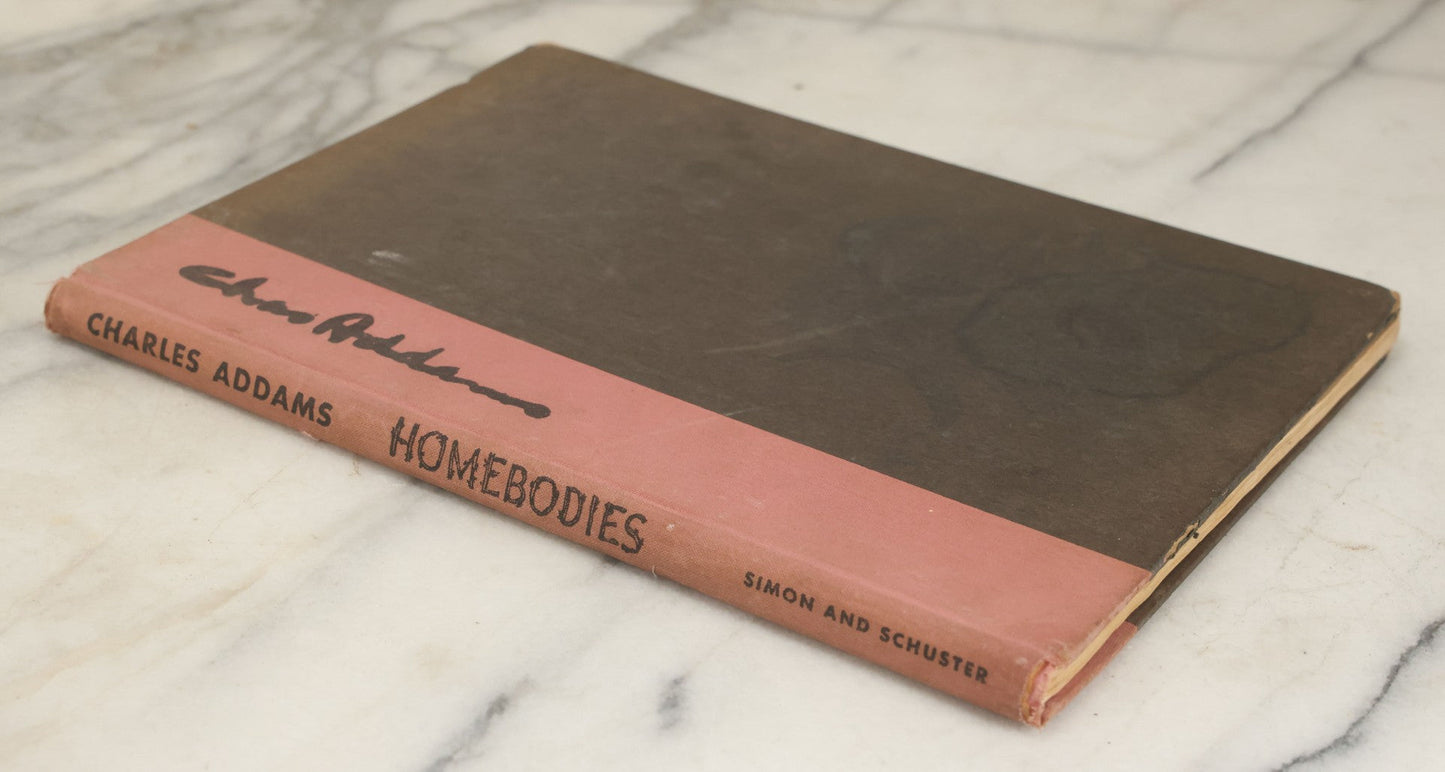 Chas Addams
CHARLES ADDAMS HOMEBODIES SIMON AND SCHUSTER